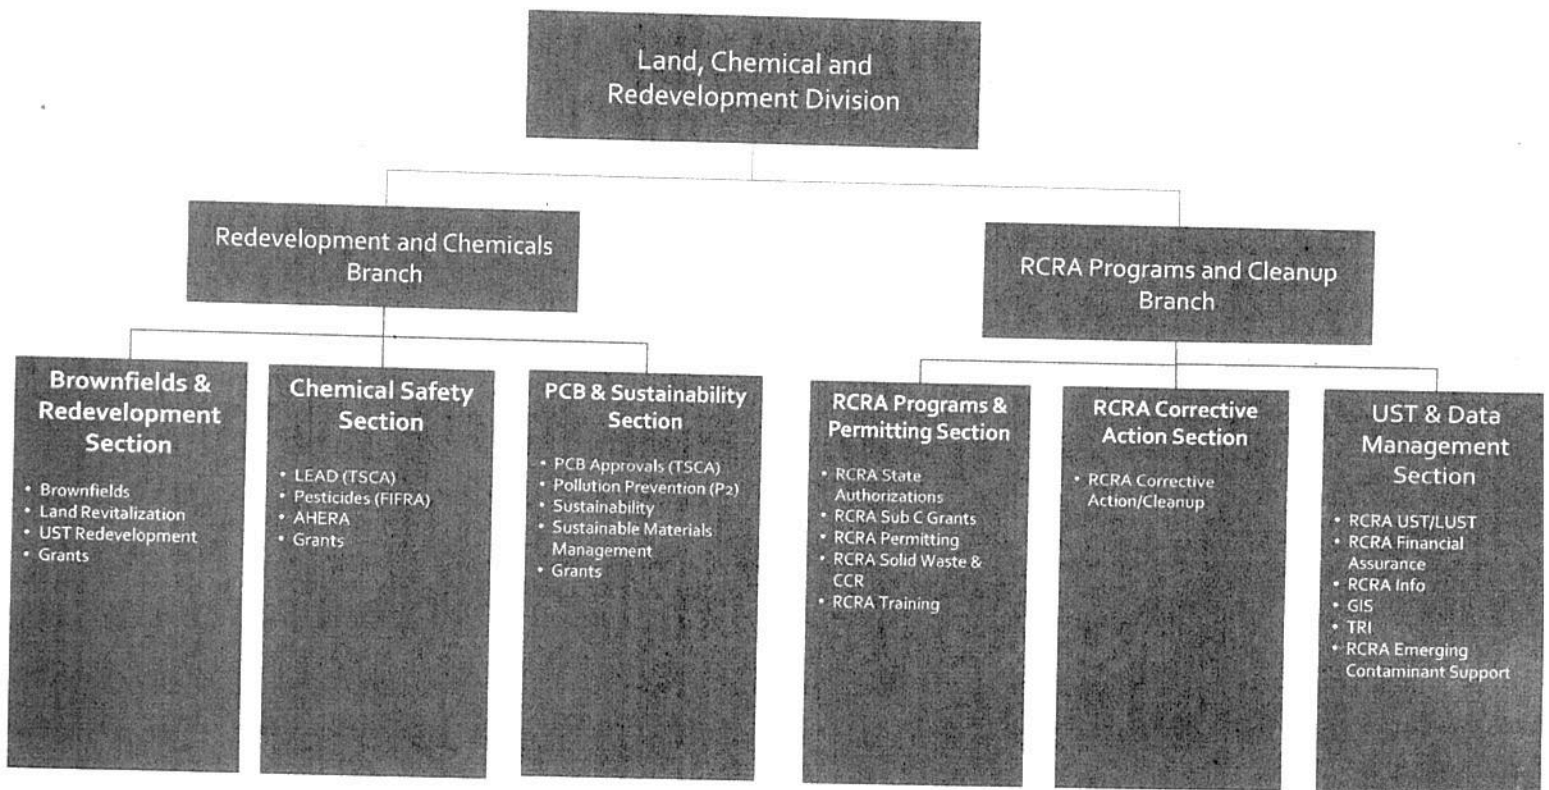 Land, Chemical and
Redevelopment Division
Redevelopment and Chemicals
Branch
RCRA Programs and Cleanup
Branch
Brownfields &
Redevelopment
Section
• Brownfields
• Land Revitalization
• UST Redevelopment
• Grants
Chemical Safety
Section
• LEAD (TSCA)
• Pesticides (FIFRA)
• AHERA
• Grants
PCB & Sustainability
Section
• PCB Approvals (TSCA)
• Pollution Prevention (P2)
• Sustainability
• Sustainable Materials
Management
• Grants
RCRA Programs &
Permitting Section
• RCRA State
Authorizations
• RCRA Sub C Grants
• RCRA Permitting
• RCRA Solid Waste &
CCR
• RCRA Training
RCRA Corrective
Action Section
• RCRA Corrective
Action/Cleanup
UST & Data
Management
Section
• RCRA UST/LUST
• RCRA Financial
Assurance
• RCRA Info
• GIS
• TRI
• RCRA Emerging
Contaminant Support